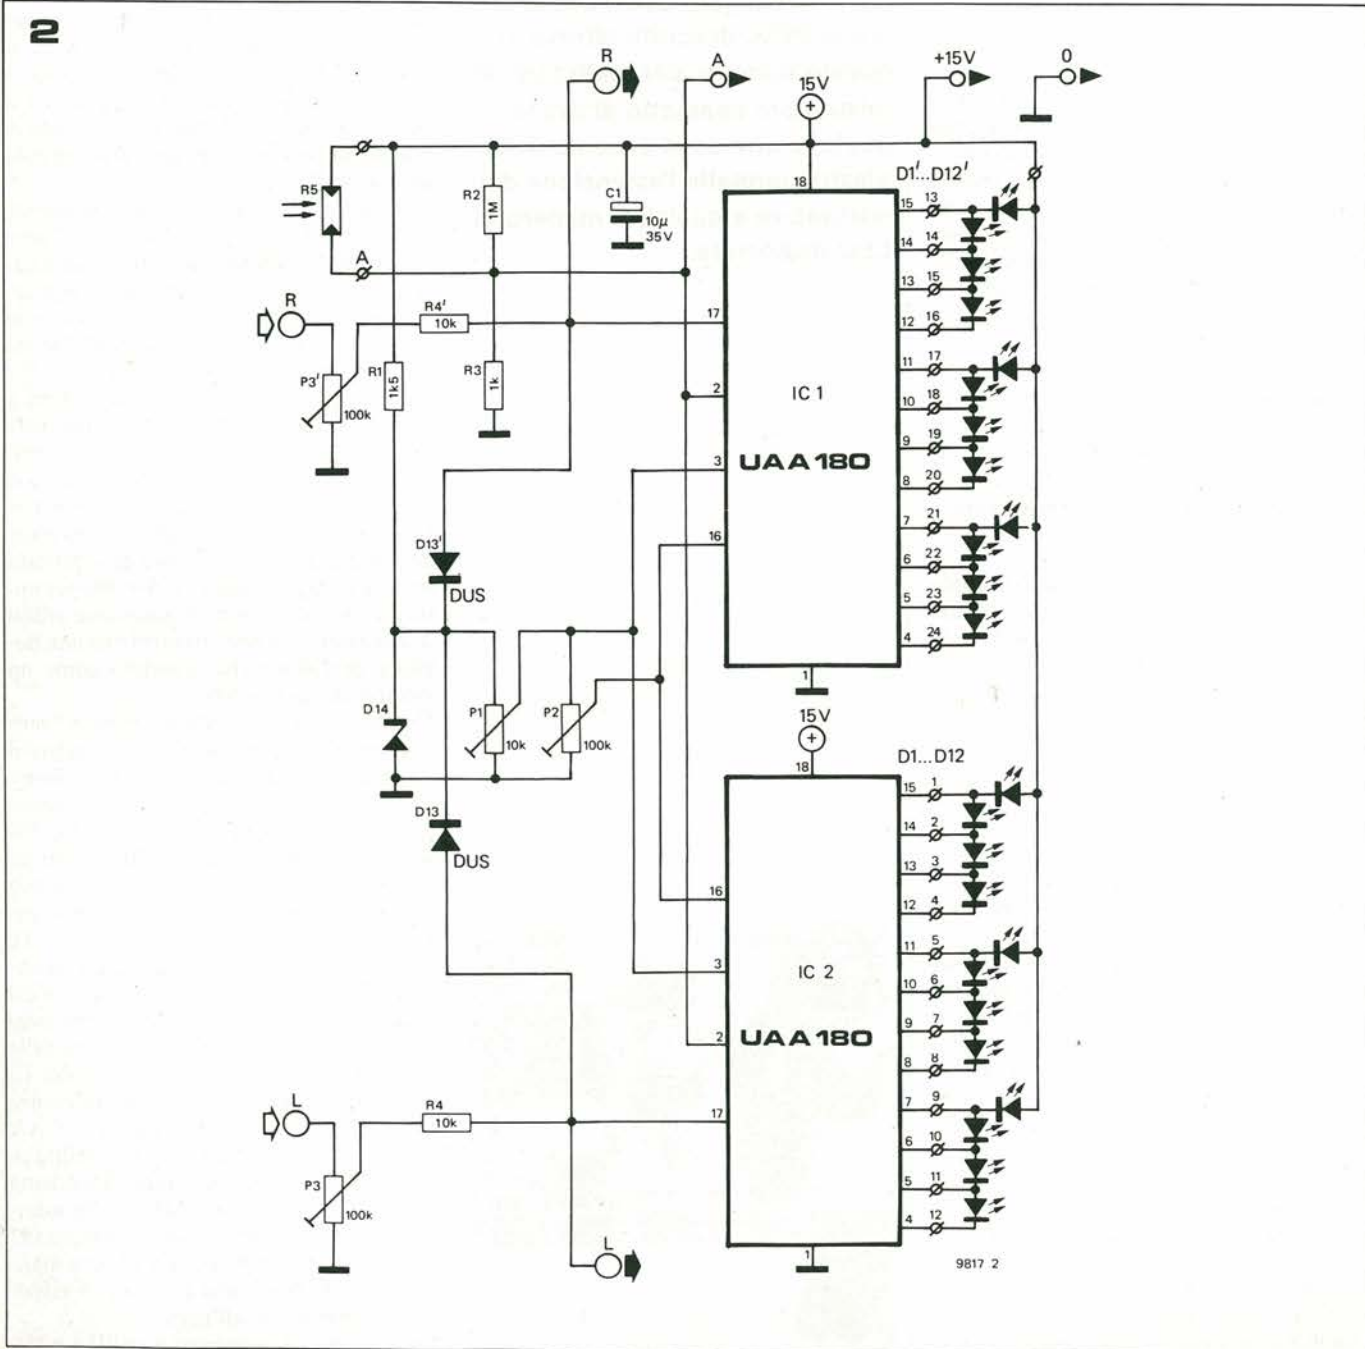 2
R
A
+15V
0
15V
R5
R2
1M
C1
10µ
35V
18
D1'...D12'
15 13
14 14
13 15
12 16
11 17
10 18
9 19
8 20
7 21
6 22
5 23
4 24
A
R
R4'
10k
17
P3'
100k
R1
1k5
R3
1k
2
IC 1
UAA180
3
16
D13'
DUS
1
D14
P1
10k
P2
100k
15V
18
D1...D12
D13
DUS
15 1
14 2
13 3
12 4
11 5
10 6
9 7
8 8
7 9
6 10
5 11
4 12
16
3
IC 2
UAA180
2
17
L
R4
10k
P3
100k
L
1
9817 2